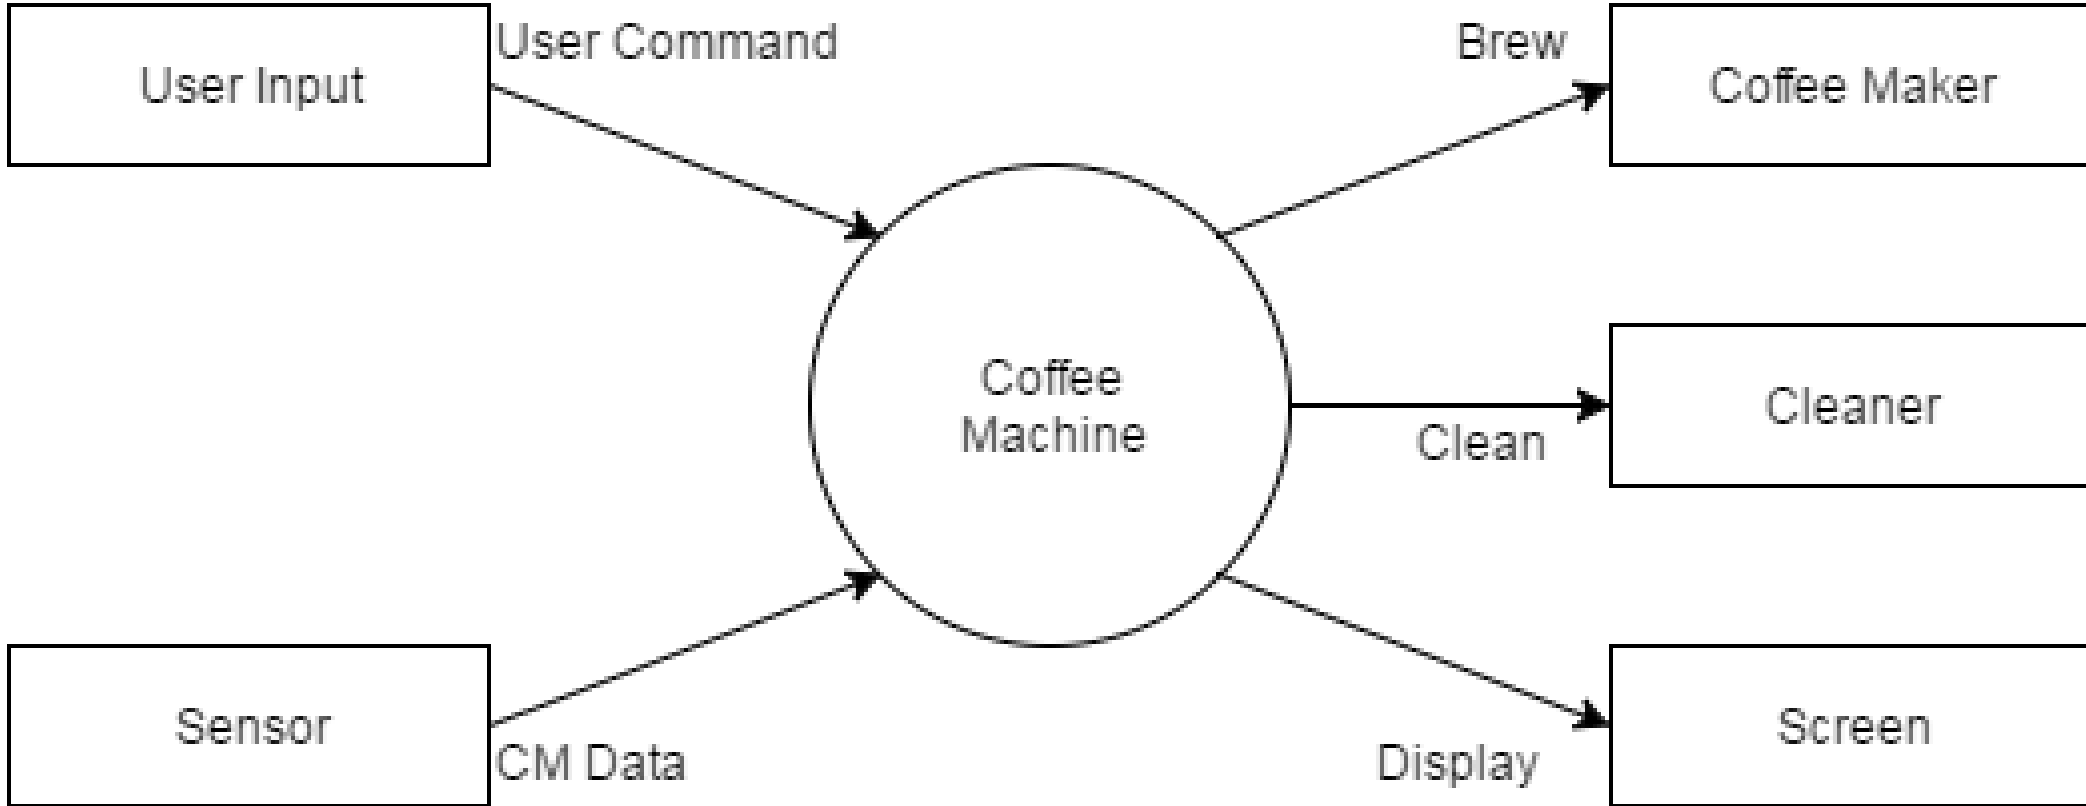 User Input
User Command
Brew
Coffee Maker
Coffee
Machine
Clean
Cleaner
Sensor
CM Data
Display
Screen